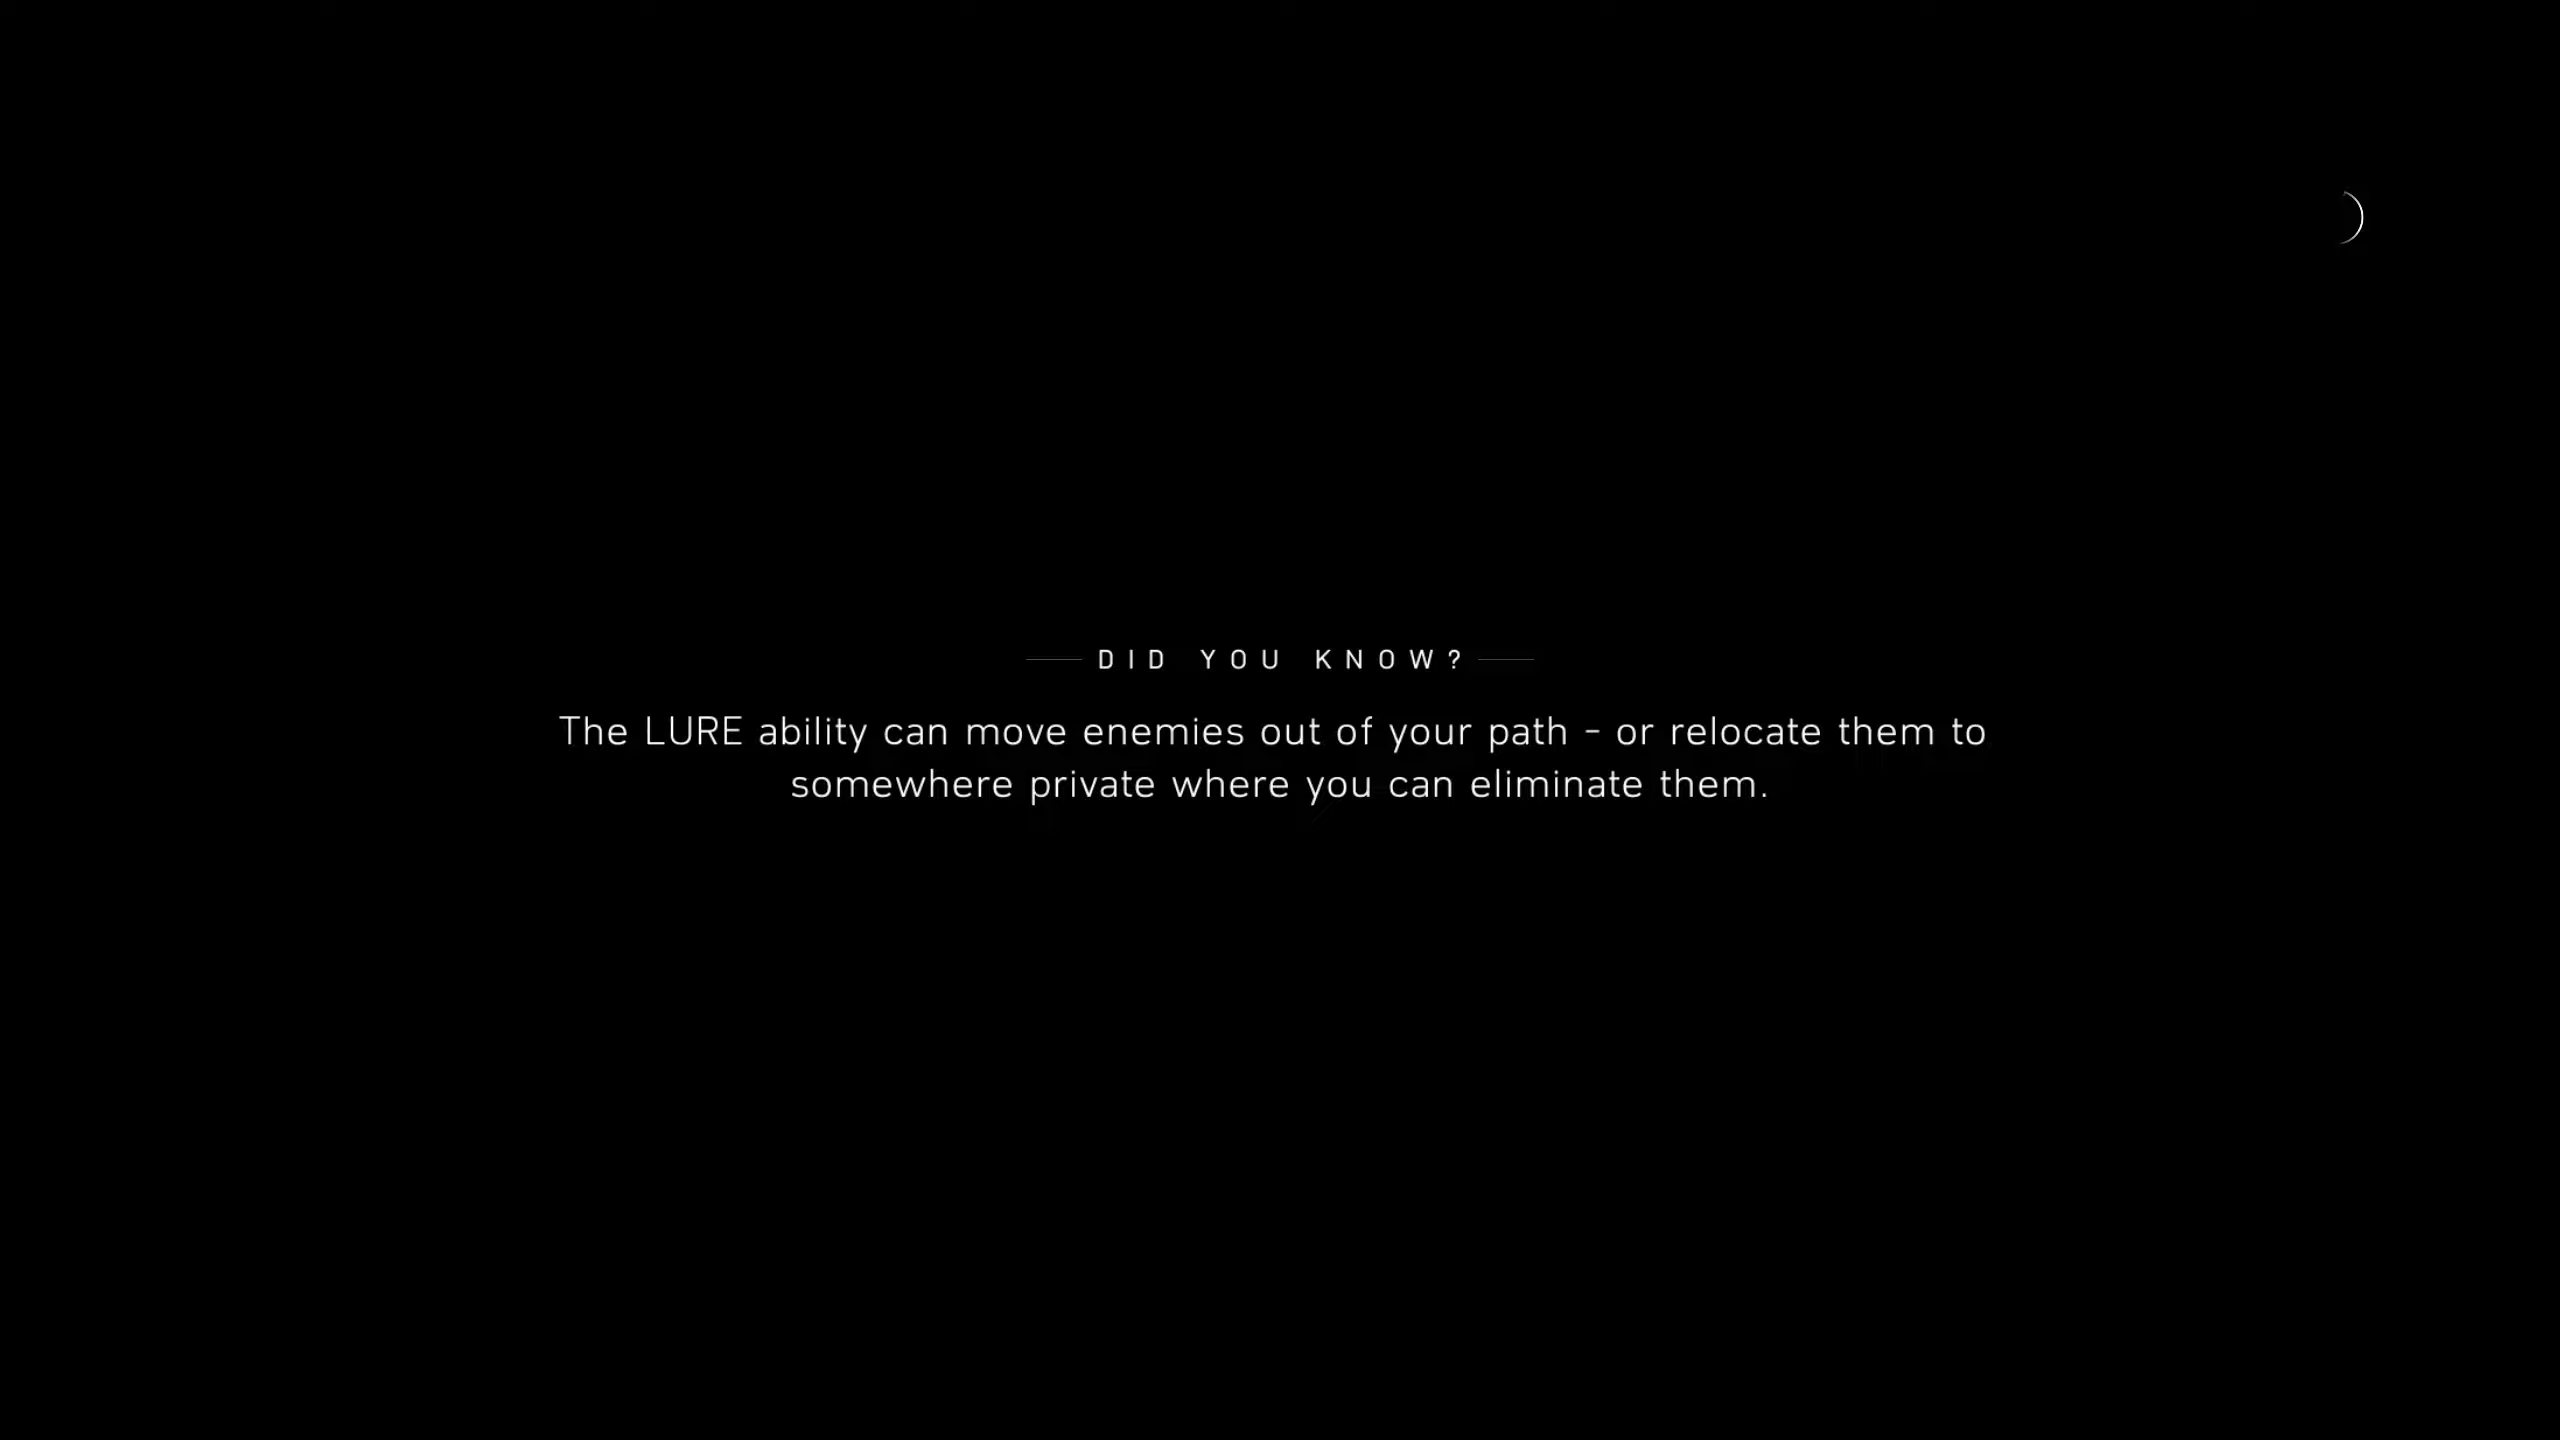 DID YOU KNOW?
The LURE ability can move enemies out of your path - or relocate them to
somewhere private where you can eliminate them.